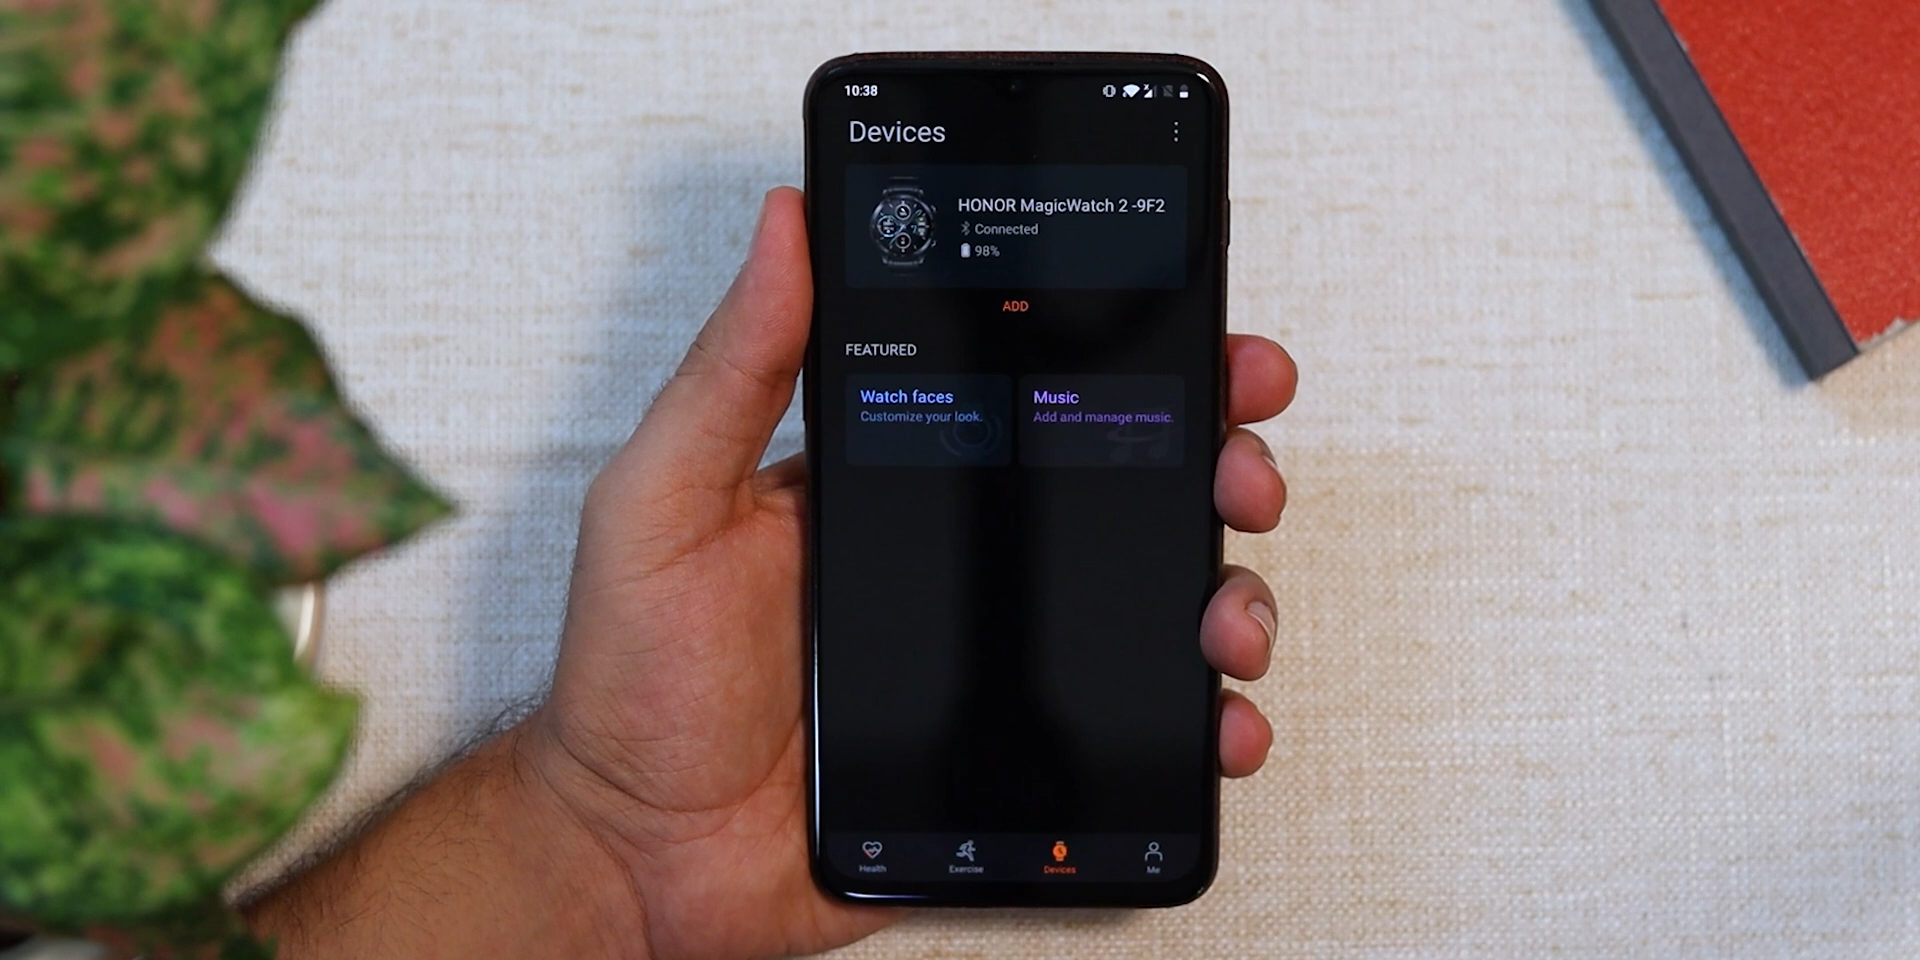 10:38
Devices
HONOR MagicWatch 2 -9F2
Connected
98%
ADD
FEATURED
Watch faces
Customize your look.
Music
Add and manage music.
Health
Exercise
Devices
Me